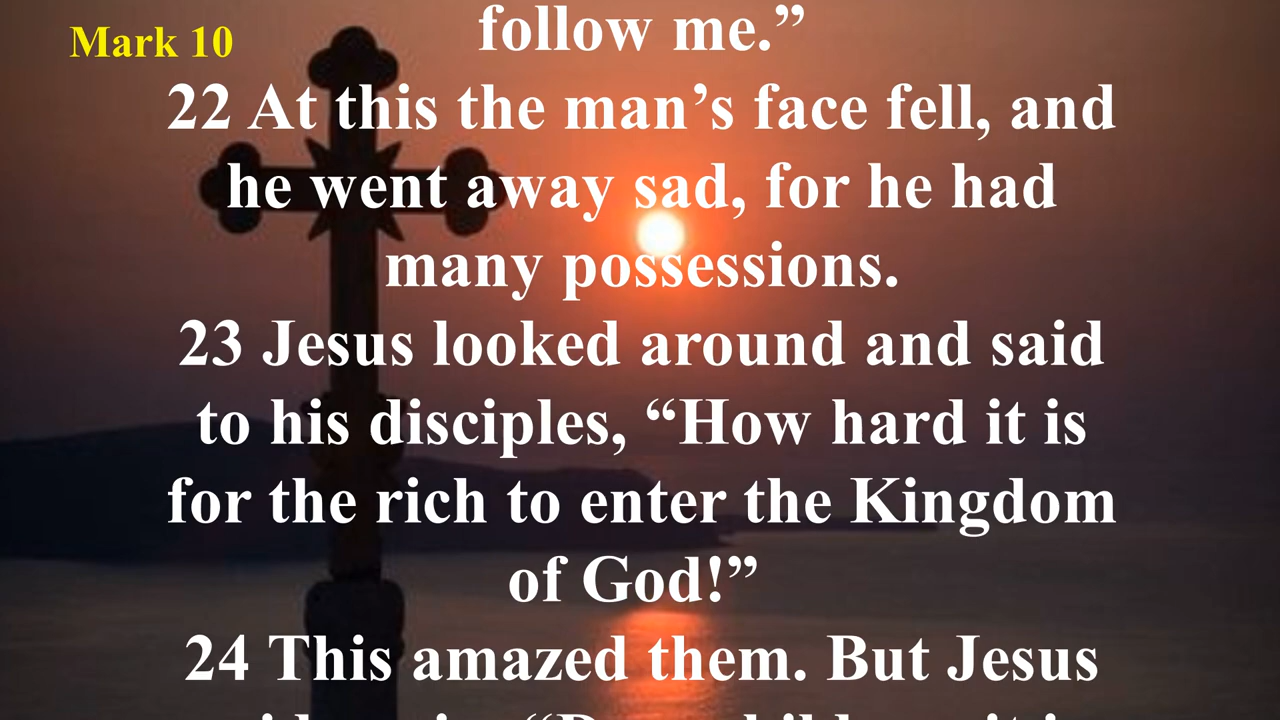 Mark 10
follow me.”
22 At this the man’s face fell, and
he went away sad, for he had
many possessions.
23 Jesus looked around and said
to his disciples, “How hard it is
for the rich to enter the Kingdom
of God!”
24 This amazed them. But Jesus